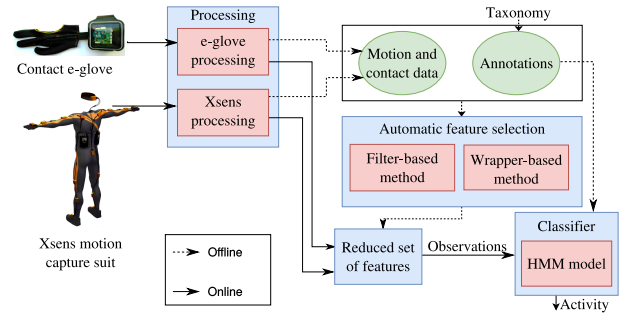 Processing
Taxonomy
e-glove
processing
Contact e-glove
Motion and
contact data
Annotations
Xsens
processing
Automatic feature selection
Filter-based
method
Wrapper-based
method
Xsens motion
capture suit
Offline
Online
Reduced set
of features
Observations
Classifier
HMM model
Activity